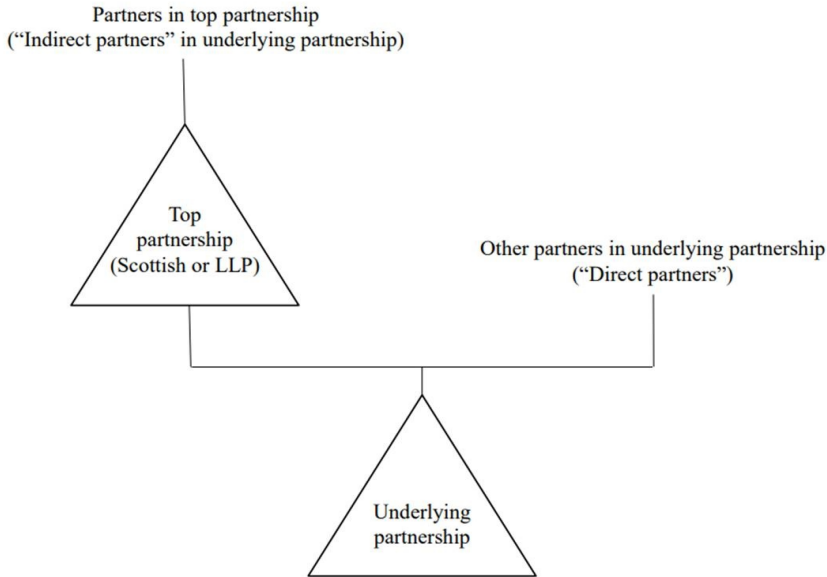 Partners in top partnership
(“Indirect partners” in underlying partnership)
Top
partnership
(Scottish or LLP)
Other partners in underlying partnership
(“Direct partners”)
Underlying
partnership